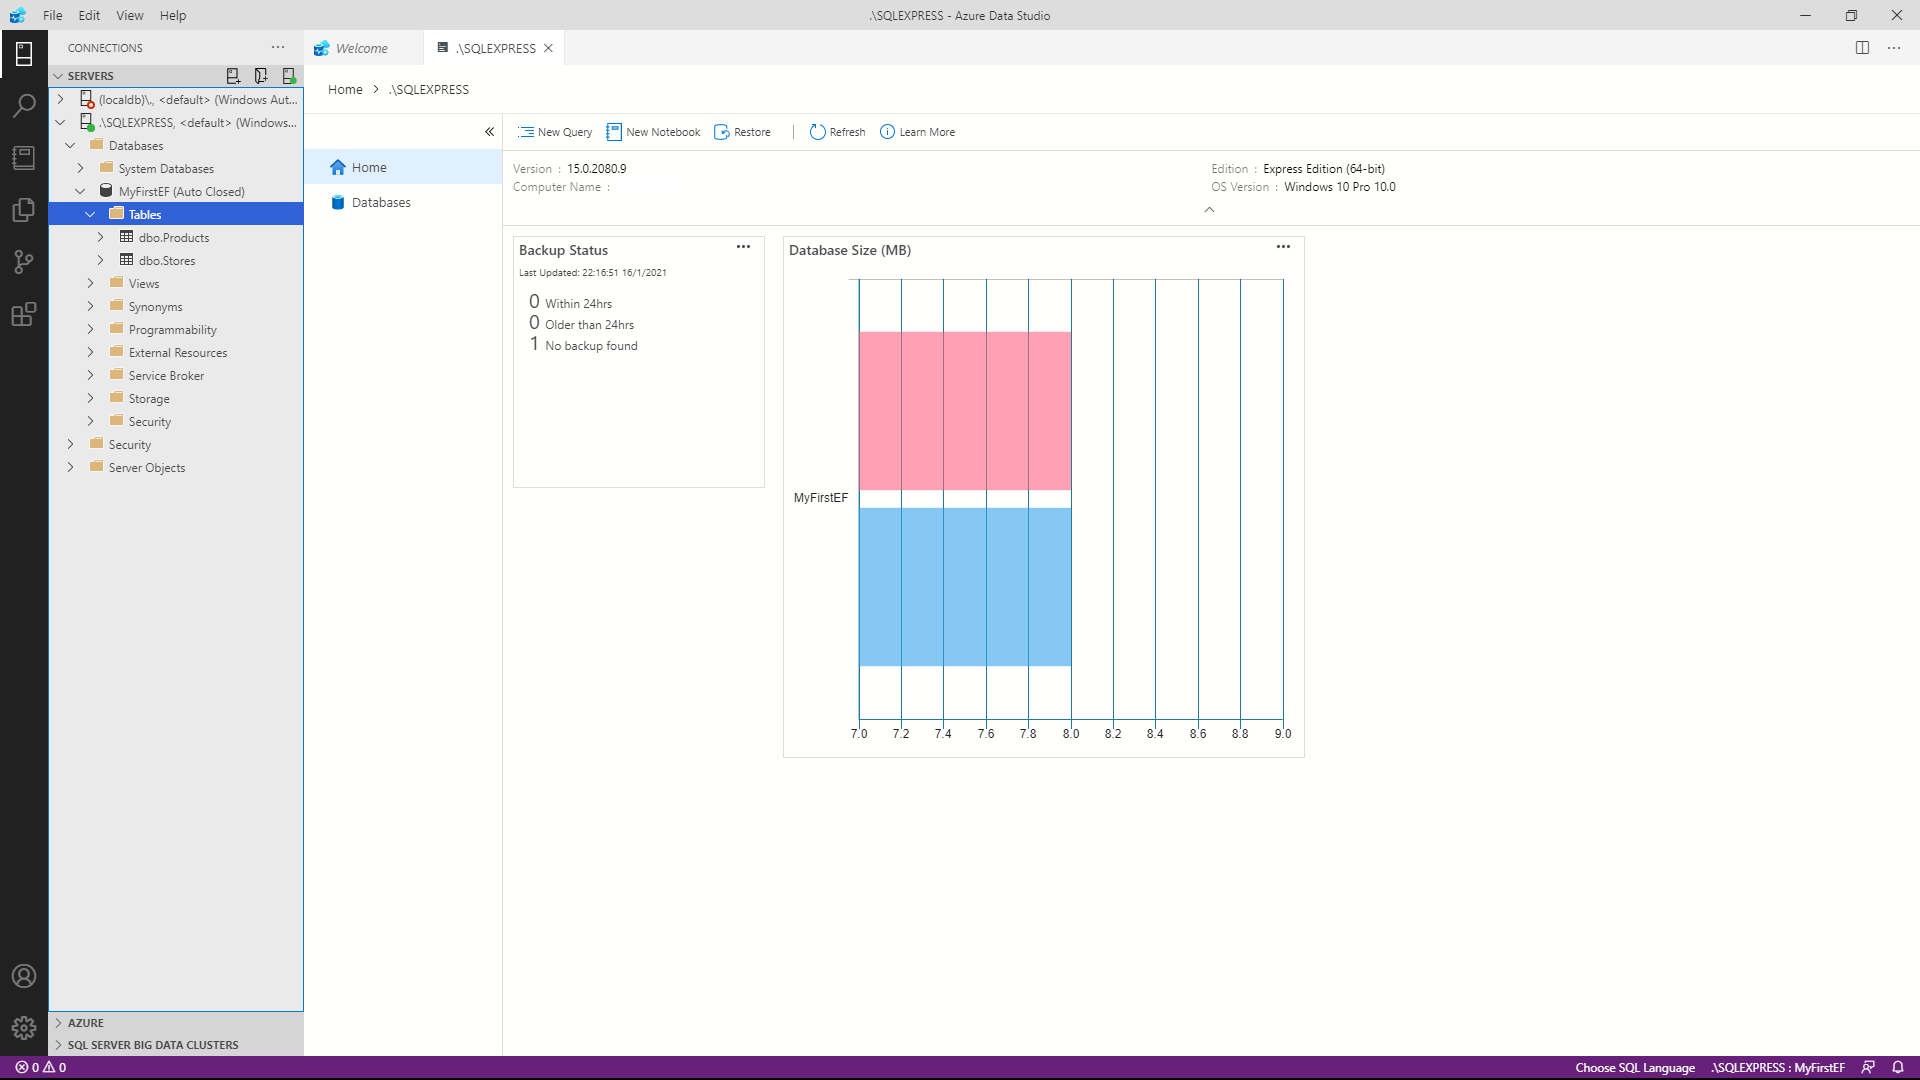 File Edit View Help
.\SQLEXPRESS - Azure Data Studio
CONNECTIONS
Welcome
.\SQLEXPRESS
SERVERS
(localdb)\., <default> (Windows Aut...
.\SQLEXPRESS, <default> (Windows...
Databases
System Databases
MyFirstEF (Auto Closed)
Tables
dbo.Products
dbo.Stores
Views
Synonyms
Programmability
External Resources
Service Broker
Storage
Security
Security
Server Objects
AZURE
SQL SERVER BIG DATA CLUSTERS
Home > .\SQLEXPRESS
Home
Databases
New Query New Notebook Restore | Refresh Learn More
Version : 15.0.2080.9
Computer Name :
Edition : Express Edition (64-bit)
OS Version : Windows 10 Pro 10.0
Backup Status
Last Updated: 22:16:51 16/1/2021
0 Within 24hrs
0 Older than 24hrs
1 No backup found
Database Size (MB)
MyFirstEF
7.0 7.2 7.4 7.6 7.8 8.0 8.2 8.4 8.6 8.8 9.0
0 0
Choose SQL Language
.\SQLEXPRESS : MyFirstEF